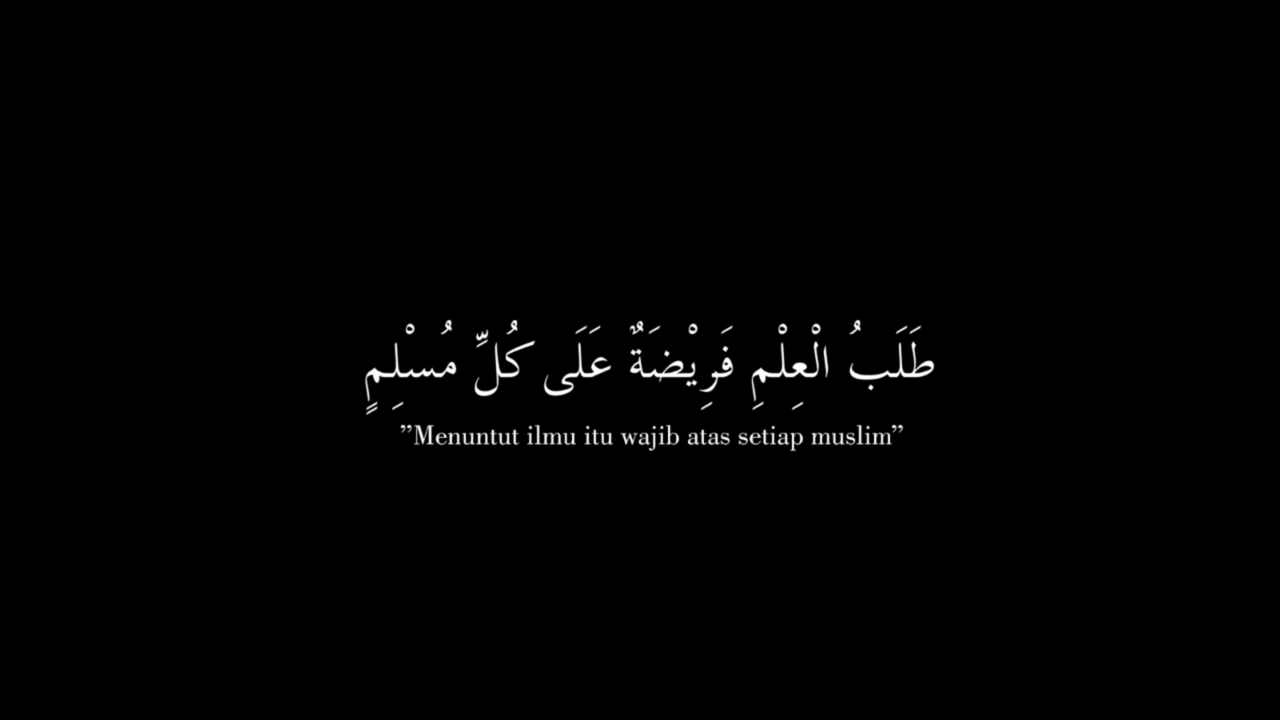 طَلَبُ الْعِلْمِ فَرِيْضَةٌ عَلَى كُلِّ مُسْلِمٍ
”Menuntut ilmu itu wajib atas setiap muslim”